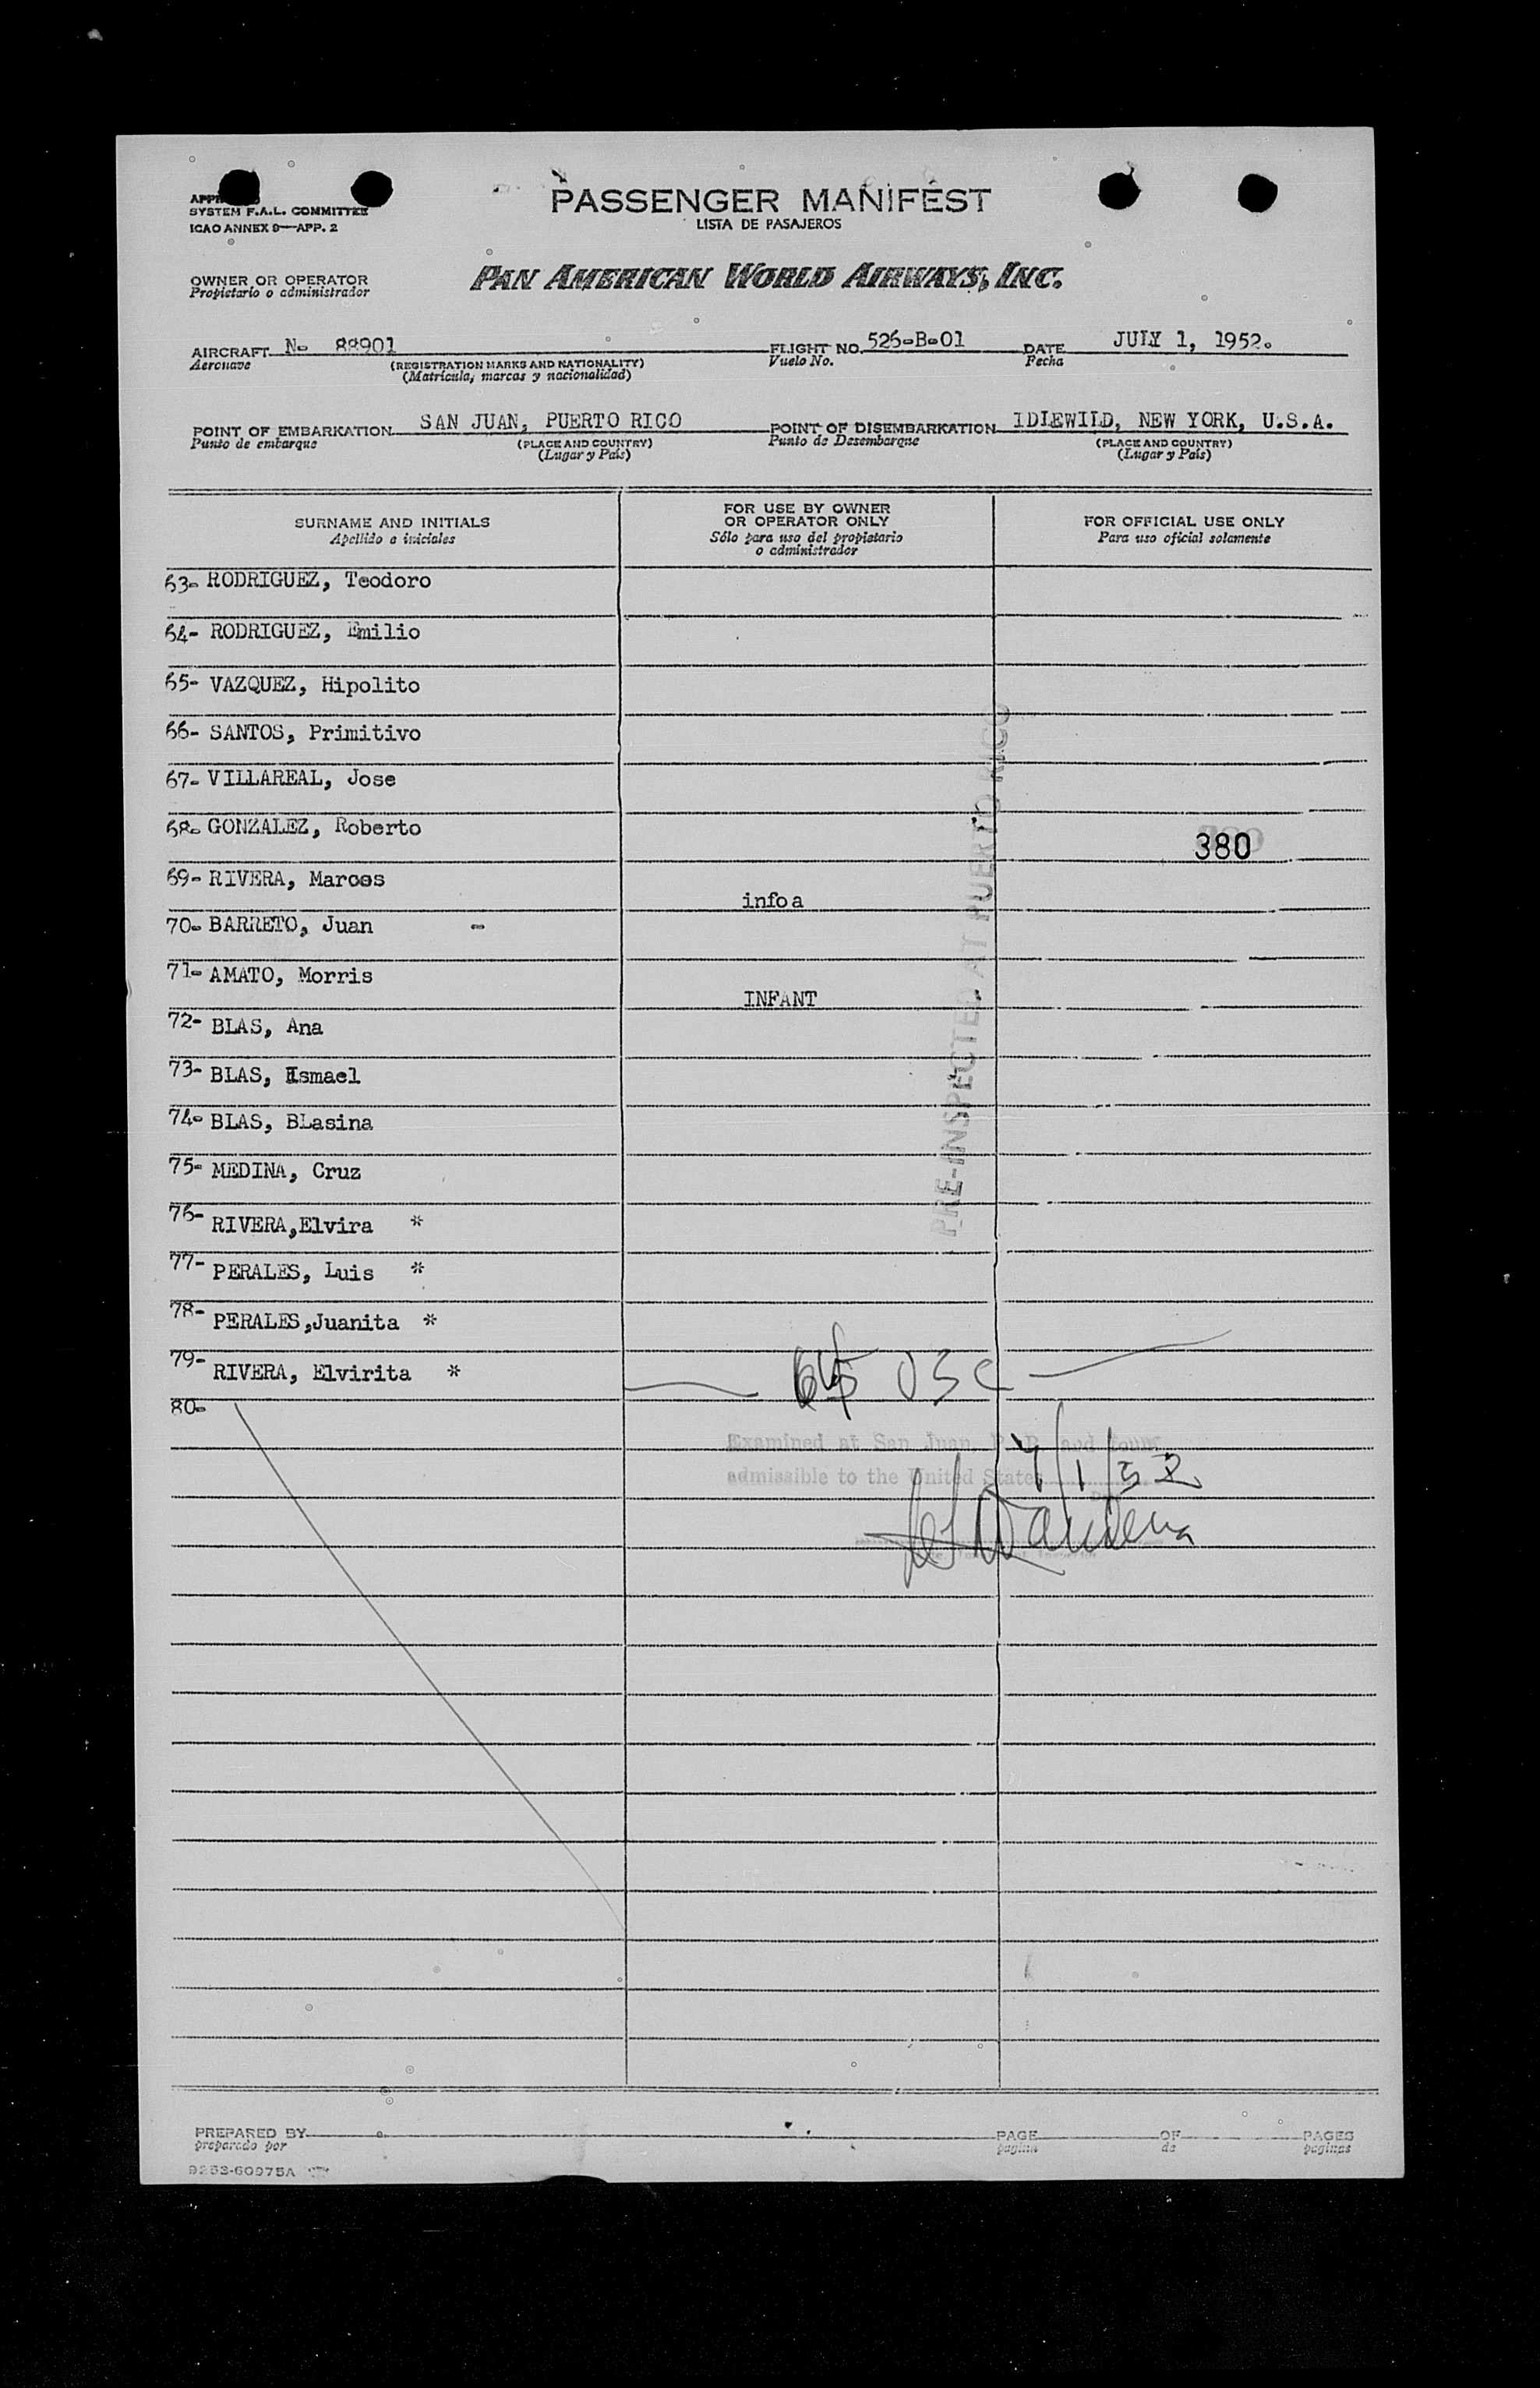 SYSTEM F.A.L. COMMITTEE
ICAO ANNEX 9—APP. 2
PASSENGER MANIFEST
LISTA DE PASAJEROS
OWNER OR OPERATOR
Propietario o administrador
PAN AMERICAN WORLD AIRWAYS, INC.
AIRCRAFT N- 88901
Aeronave
(REGISTRATION MARKS AND NATIONALITY)
(Matrícula, marcas y nacionalidad)
FLIGHT NO. 526-B-01
Vuelo No.
DATE JULY 1, 1952.
Fecha
POINT OF EMBARKATION SAN JUAN, PUERTO RICO
Punto de embarque
(PLACE AND COUNTRY)
(Lugar y País)
POINT OF DISEMBARKATION IDLEWILD, NEW YORK, U.S.A.
Punto de Desembarque
(PLACE AND COUNTRY)
(Lugar y País)
SURNAME AND INITIALS
Apellido e iniciales
FOR USE BY OWNER
OR OPERATOR ONLY
Sólo para uso del propietario
o administrador
FOR OFFICIAL USE ONLY
Para uso oficial solamente
63- RODRIGUEZ, Teodoro
64- RODRIGUEZ, Emilio
65- VAZQUEZ, Hipolito
66- SANTOS, Primitivo
67- VILLAREAL, Jose
68- GONZALEZ, Roberto
380
69- RIVERA, Marcos
infoa
70- BARRETO, Juan -
71- AMATO, Morris
INFANT
72- BLAS, Ana
73- BLAS, Ismael
74- BLAS, BLasina
75- MEDINA, Cruz
76- RIVERA,Elvira *
77- PERALES, Luis *
78- PERALES,Juanita *
79- RIVERA, Elvirita *
80-
PRE-INSPECTED AT PUERTO RICO
USC
Examined at San Juan, P. R. and found
admissible to the United States
7/1/52
PREPARED BY
preparado por
PAGE OF PAGES
pagina de paginas
9252-60975A